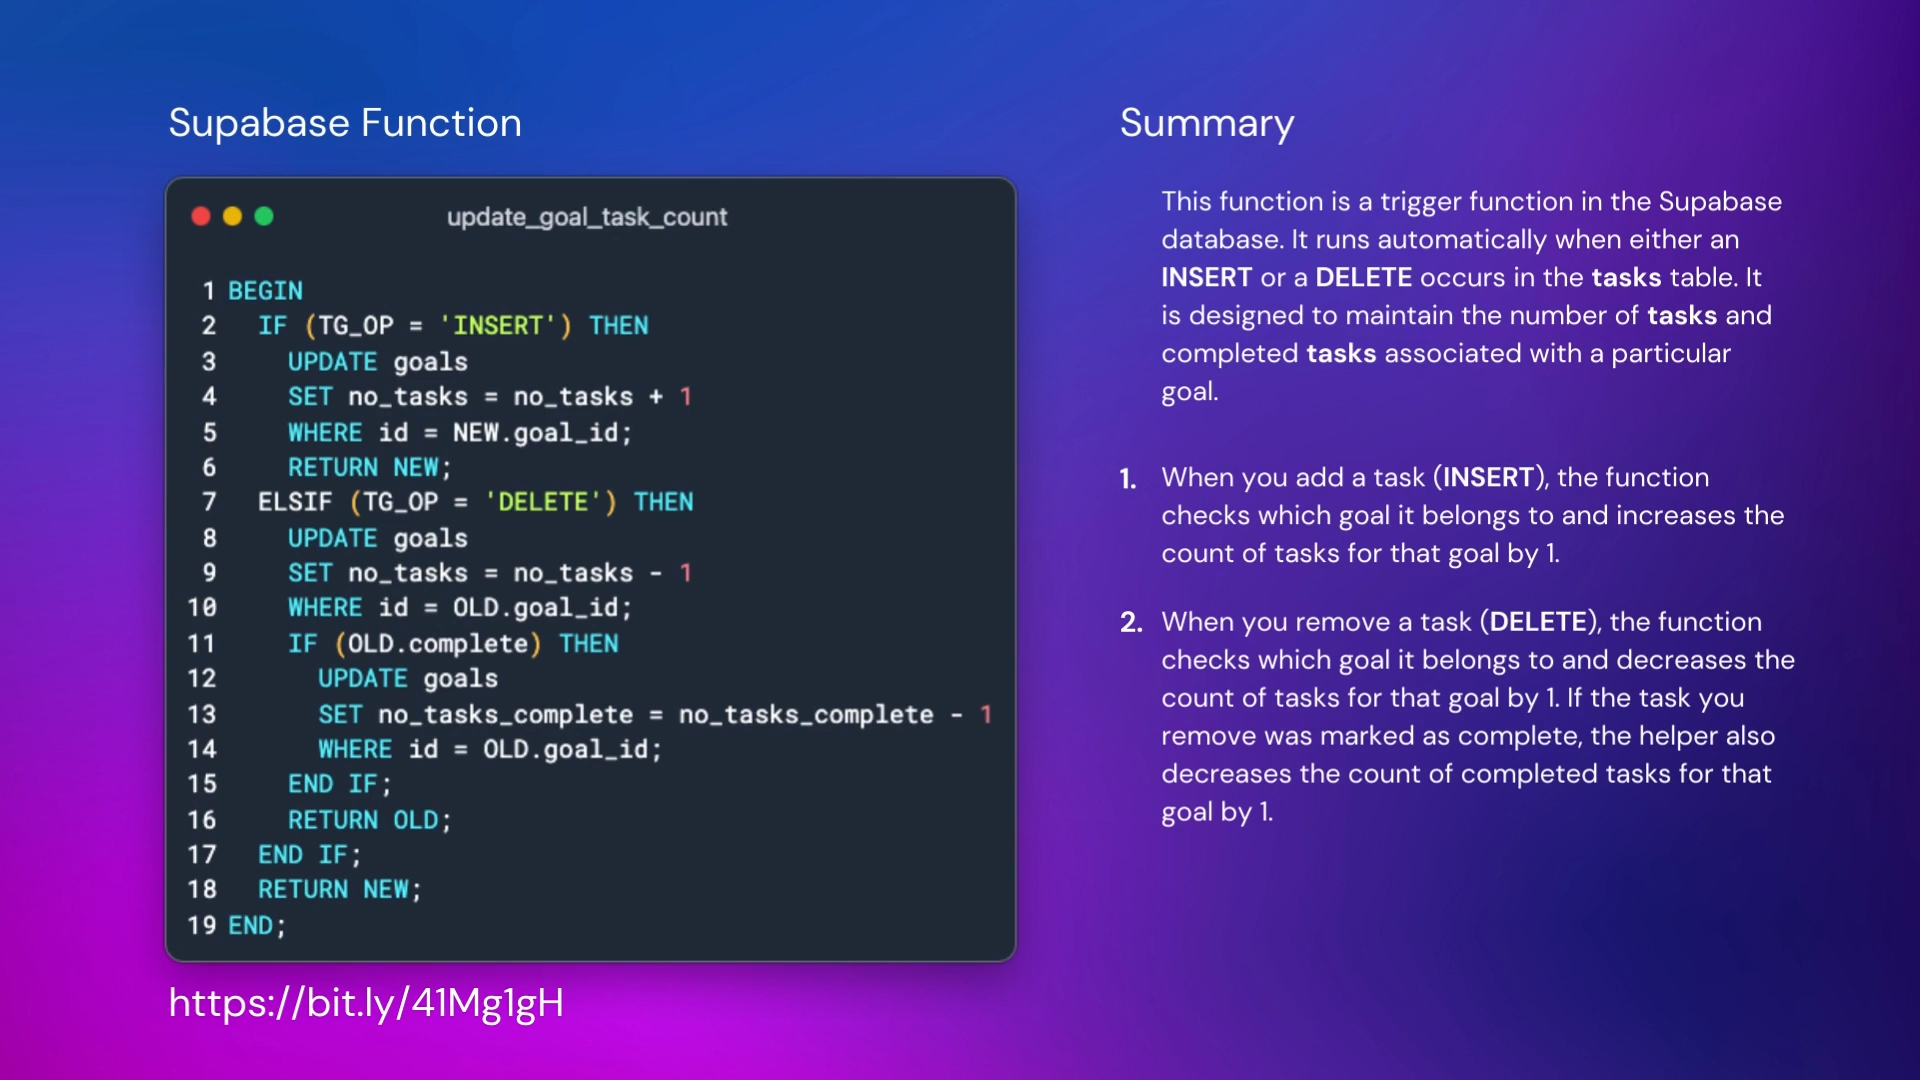 Supabase Function
update_goal_task_count
1 BEGIN
2   IF (TG_OP = 'INSERT') THEN
3     UPDATE goals
4     SET no_tasks = no_tasks + 1
5     WHERE id = NEW.goal_id;
6     RETURN NEW;
7   ELSIF (TG_OP = 'DELETE') THEN
8     UPDATE goals
9     SET no_tasks = no_tasks - 1
10     WHERE id = OLD.goal_id;
11     IF (OLD.complete) THEN
12       UPDATE goals
13       SET no_tasks_complete = no_tasks_complete - 1
14       WHERE id = OLD.goal_id;
15     END IF;
16     RETURN OLD;
17   END IF;
18   RETURN NEW;
19 END;
https://bit.ly/41Mg1gH
Summary
This function is a trigger function in the Supabase
database. It runs automatically when either an
INSERT or a DELETE occurs in the tasks table. It
is designed to maintain the number of tasks and
completed tasks associated with a particular
goal.
1. When you add a task (INSERT), the function
checks which goal it belongs to and increases the
count of tasks for that goal by 1.
2. When you remove a task (DELETE), the function
checks which goal it belongs to and decreases the
count of tasks for that goal by 1. If the task you
remove was marked as complete, the helper also
decreases the count of completed tasks for that
goal by 1.